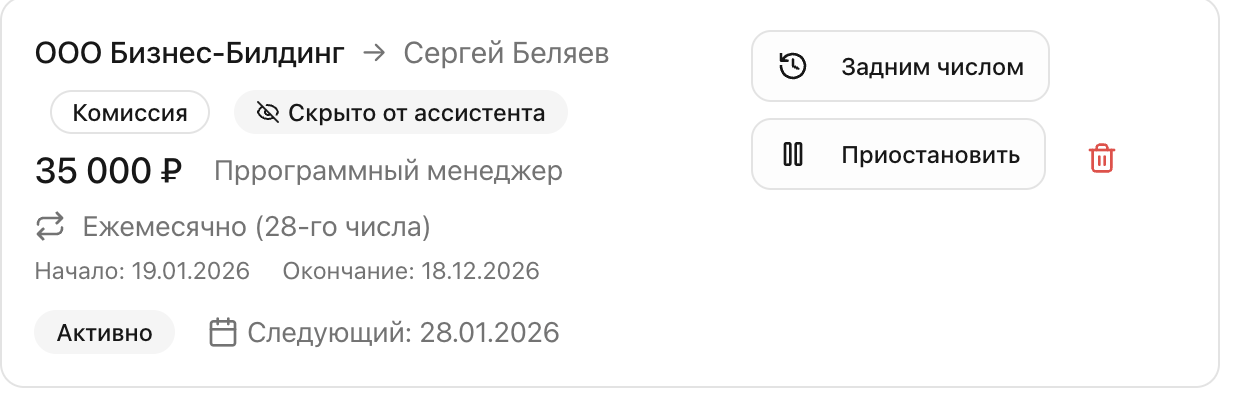 ООО Бизнес-Билдинг → Сергей Беляев
Комиссия
Скрыто от ассистента
35 000 ₽ Пррограммный менеджер
Ежемесячно (28-го числа)
Начало: 19.01.2026 Окончание: 18.12.2026
Активно
Следующий: 28.01.2026
Задним числом
Приостановить